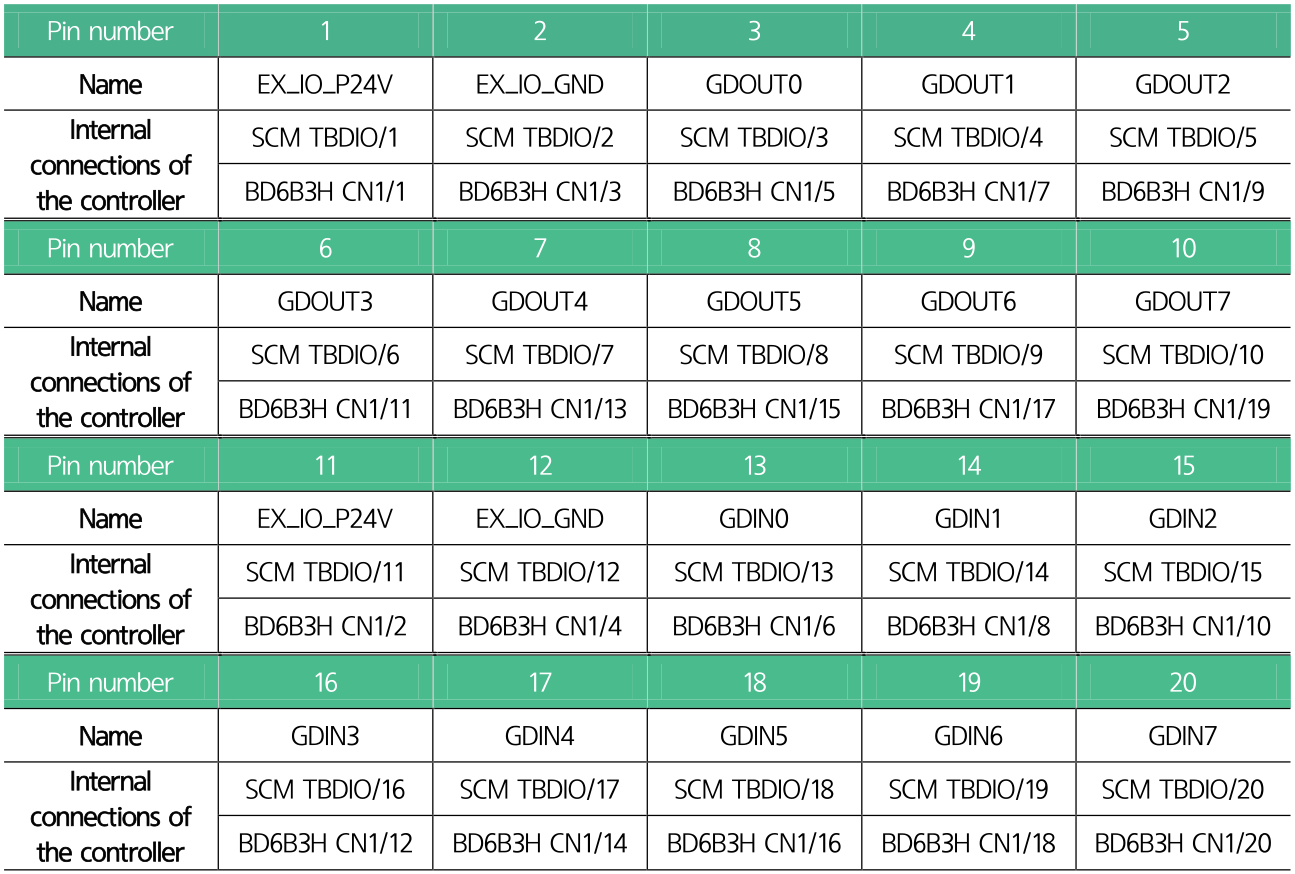 Pin number 1 2 3 4 5
Name EX_IO_P24V EX_IO_GND GDOUT0 GDOUT1 GDOUT2
Internal connections of the controller SCM TBDIO/1 SCM TBDIO/2 SCM TBDIO/3 SCM TBDIO/4 SCM TBDIO/5
BD6B3H CN1/1 BD6B3H CN1/3 BD6B3H CN1/5 BD6B3H CN1/7 BD6B3H CN1/9
Pin number 6 7 8 9 10
Name GDOUT3 GDOUT4 GDOUT5 GDOUT6 GDOUT7
Internal connections of the controller SCM TBDIO/6 SCM TBDIO/7 SCM TBDIO/8 SCM TBDIO/9 SCM TBDIO/10
BD6B3H CN1/11 BD6B3H CN1/13 BD6B3H CN1/15 BD6B3H CN1/17 BD6B3H CN1/19
Pin number 11 12 13 14 15
Name EX_IO_P24V EX_IO_GND GDIN0 GDIN1 GDIN2
Internal connections of the controller SCM TBDIO/11 SCM TBDIO/12 SCM TBDIO/13 SCM TBDIO/14 SCM TBDIO/15
BD6B3H CN1/2 BD6B3H CN1/4 BD6B3H CN1/6 BD6B3H CN1/8 BD6B3H CN1/10
Pin number 16 17 18 19 20
Name GDIN3 GDIN4 GDIN5 GDIN6 GDIN7
Internal connections of the controller SCM TBDIO/16 SCM TBDIO/17 SCM TBDIO/18 SCM TBDIO/19 SCM TBDIO/20
BD6B3H CN1/12 BD6B3H CN1/14 BD6B3H CN1/16 BD6B3H CN1/18 BD6B3H CN1/20